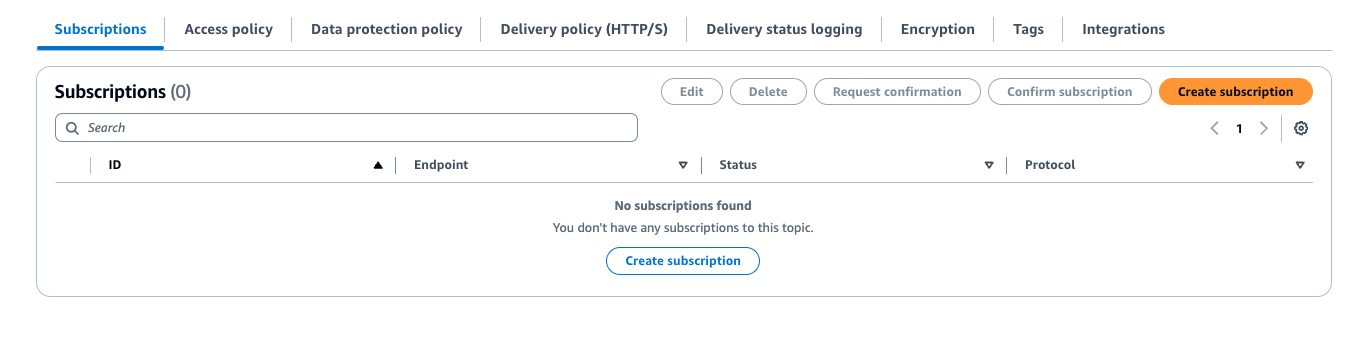 Subscriptions Access policy Data protection policy Delivery policy (HTTP/S) Delivery status logging Encryption Tags Integrations
Subscriptions (0) Edit Delete Request confirmation Confirm subscription Create subscription
Search 1
ID Endpoint Status Protocol
No subscriptions found
You don't have any subscriptions to this topic.
Create subscription